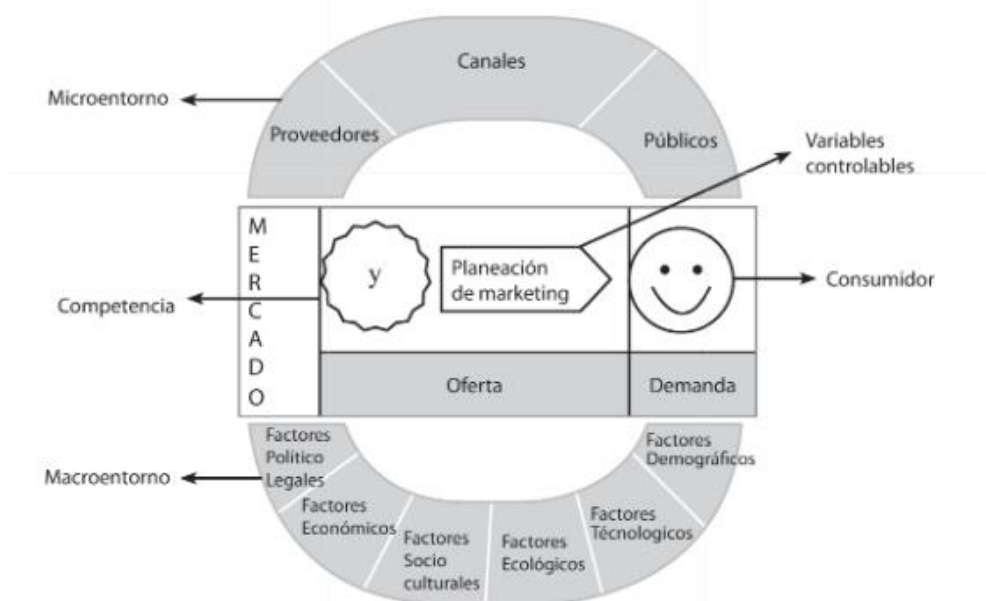 Canales
Microentorno
Proveedores
Públicos
Variables
controlables
M
E
R
C
A
D
O
y
Planeación
de marketing
Consumidor
Competencia
Oferta
Demanda
Macroentorno
Factores
Político
Legales
Factores
Económicos
Factores
Socio
culturales
Factores
Ecológicos
Factores
Técnologicos
Factores
Demográficos